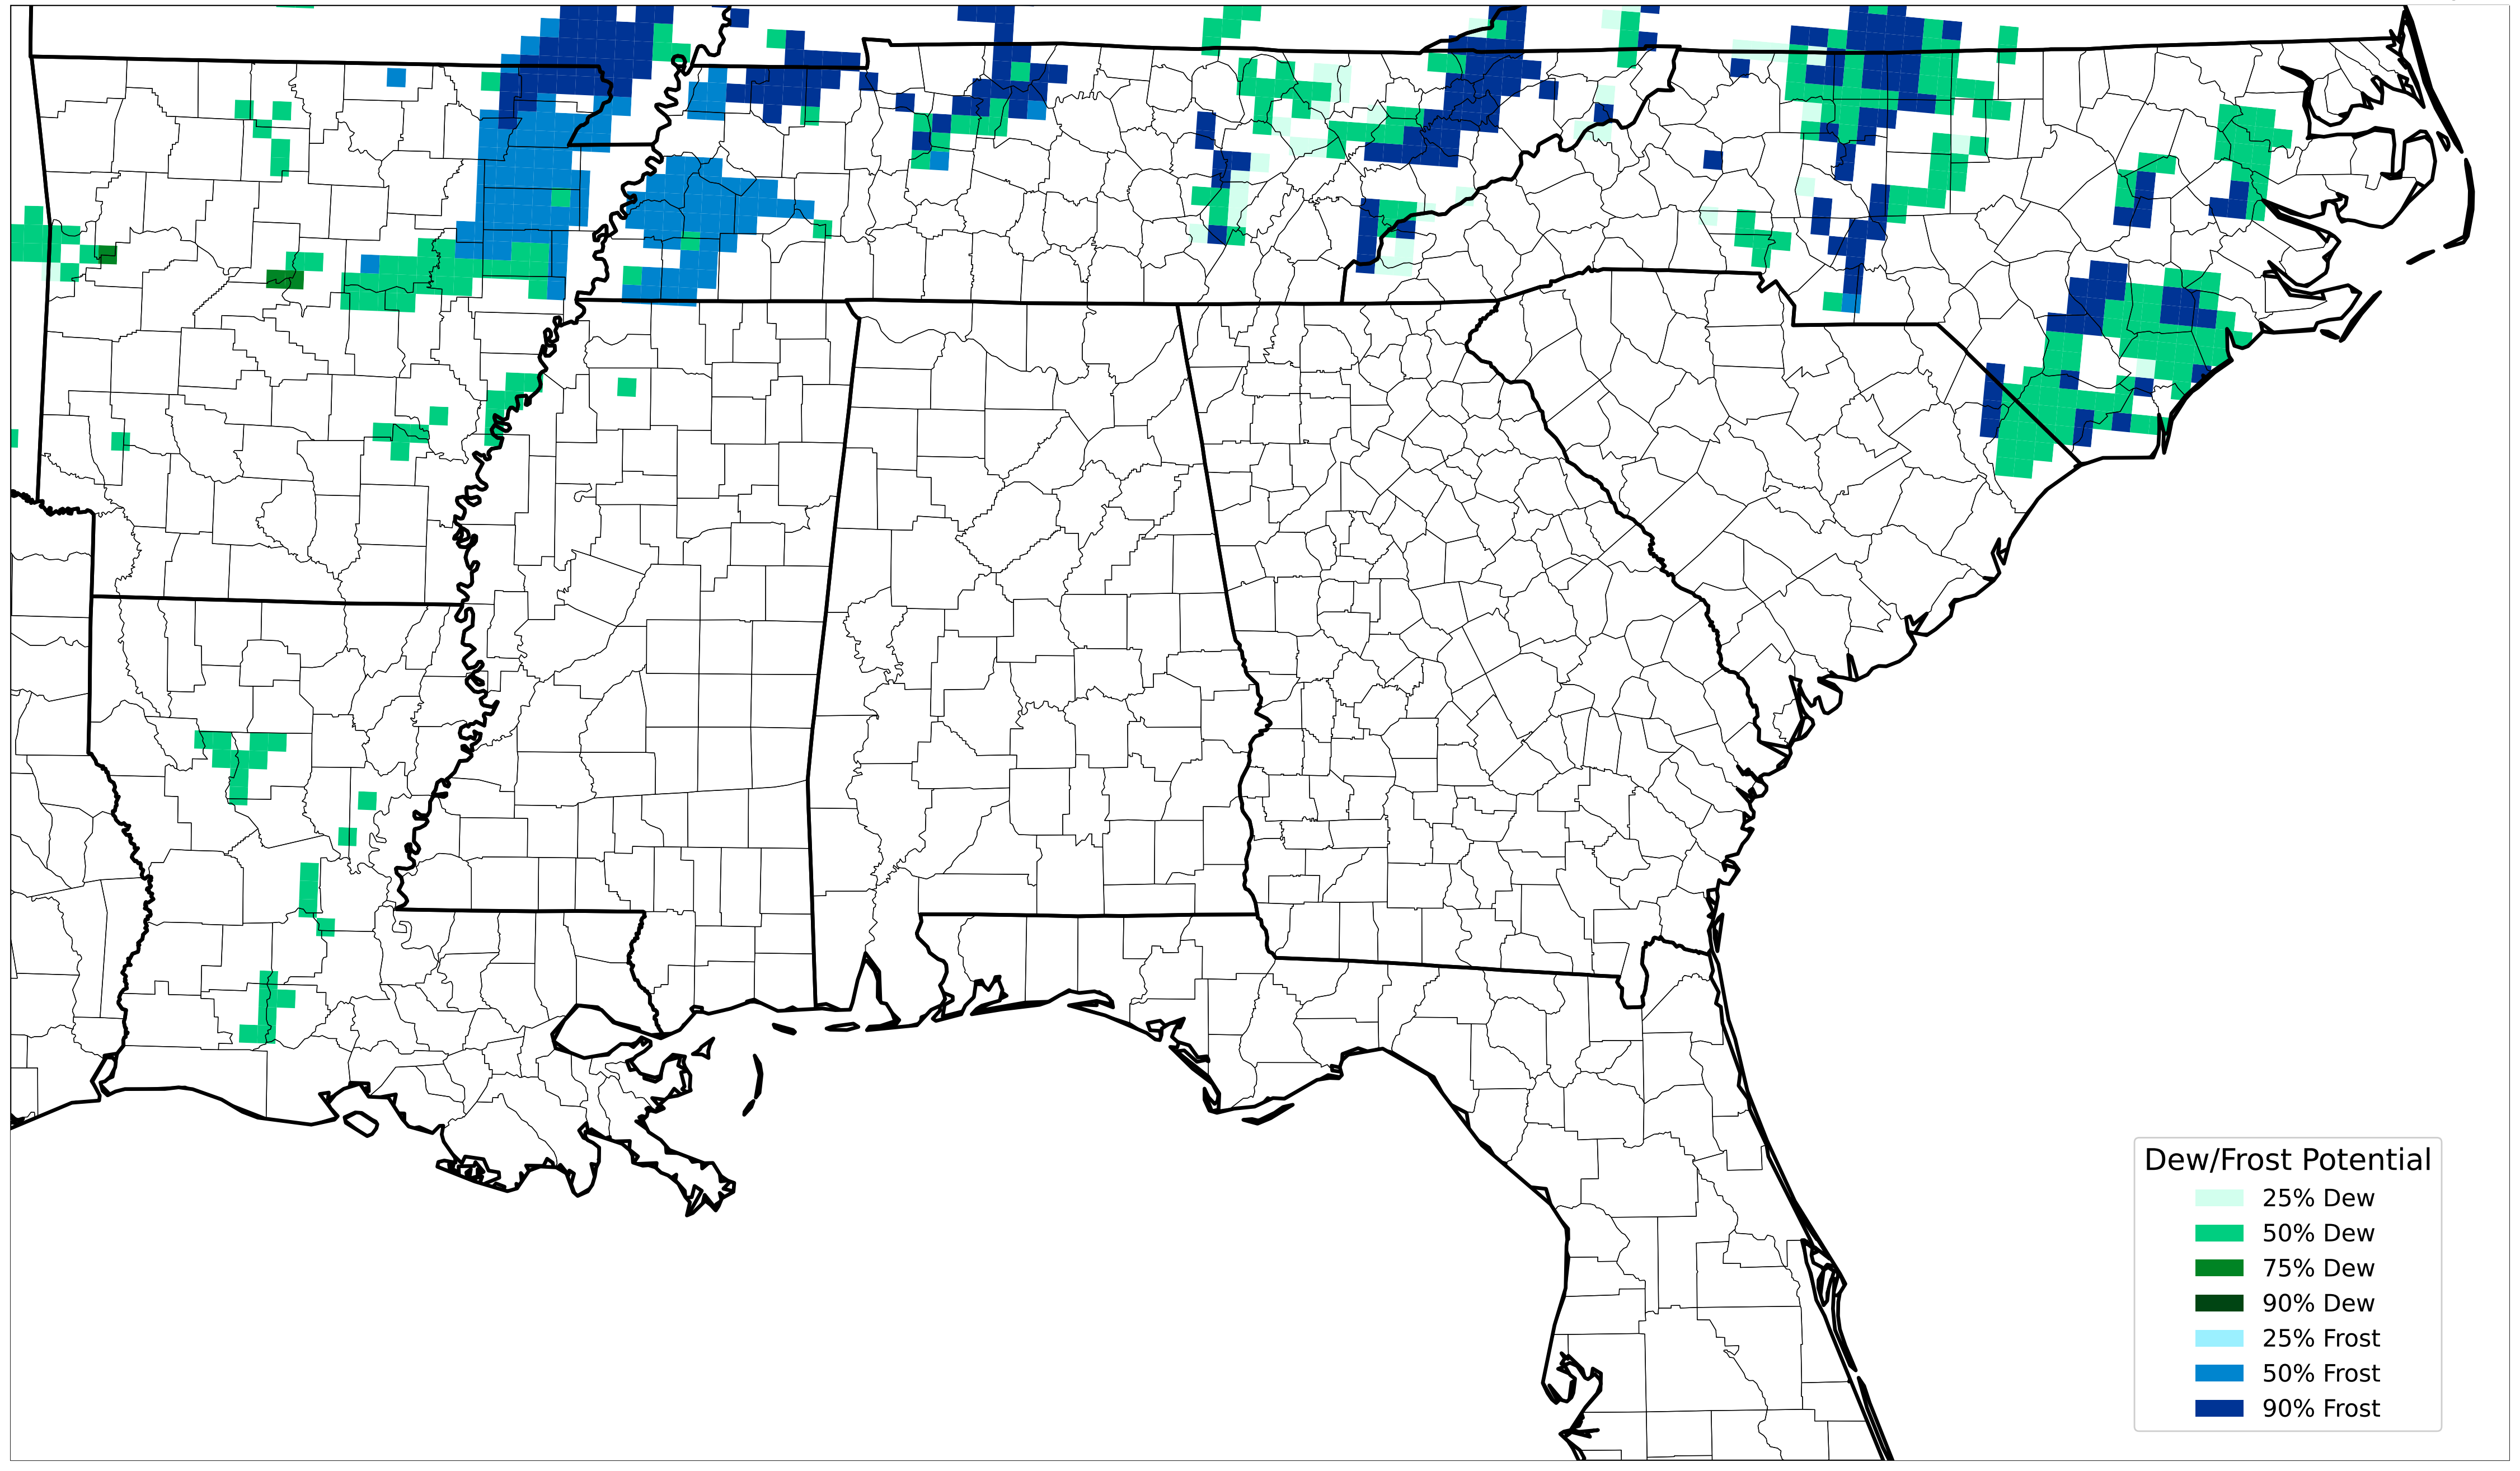 Dew/Frost Potential
25% Dew
50% Dew
75% Dew
90% Dew
25% Frost
50% Frost
90% Frost